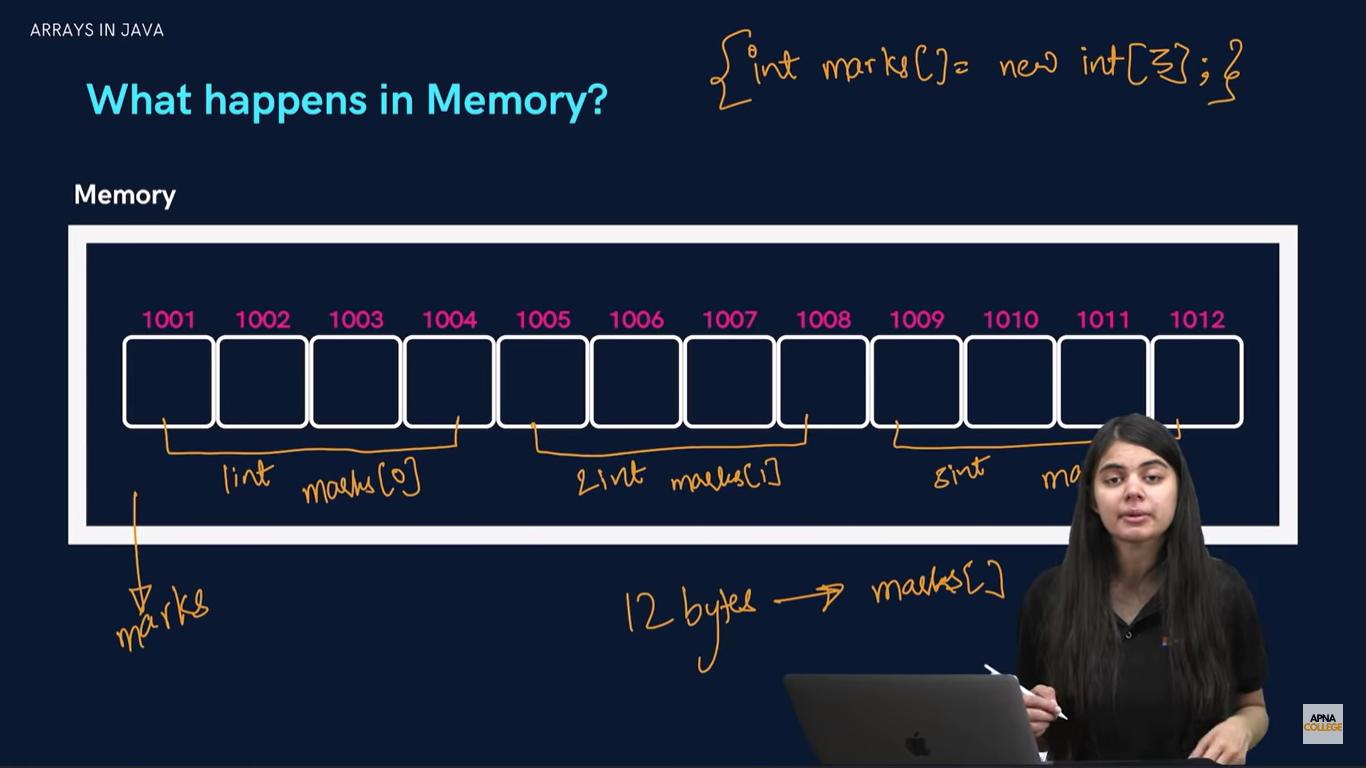 ARRAYS IN JAVA
{int marks[]= new int[3];}
What happens in Memory?
Memory
1001 1002 1003 1004 1005 1006 1007 1008 1009 1010 1011 1012
1int marks[0] 2int marks[1] 3int ma
marks
12 bytes → marks[]
APNA
COLLEGE